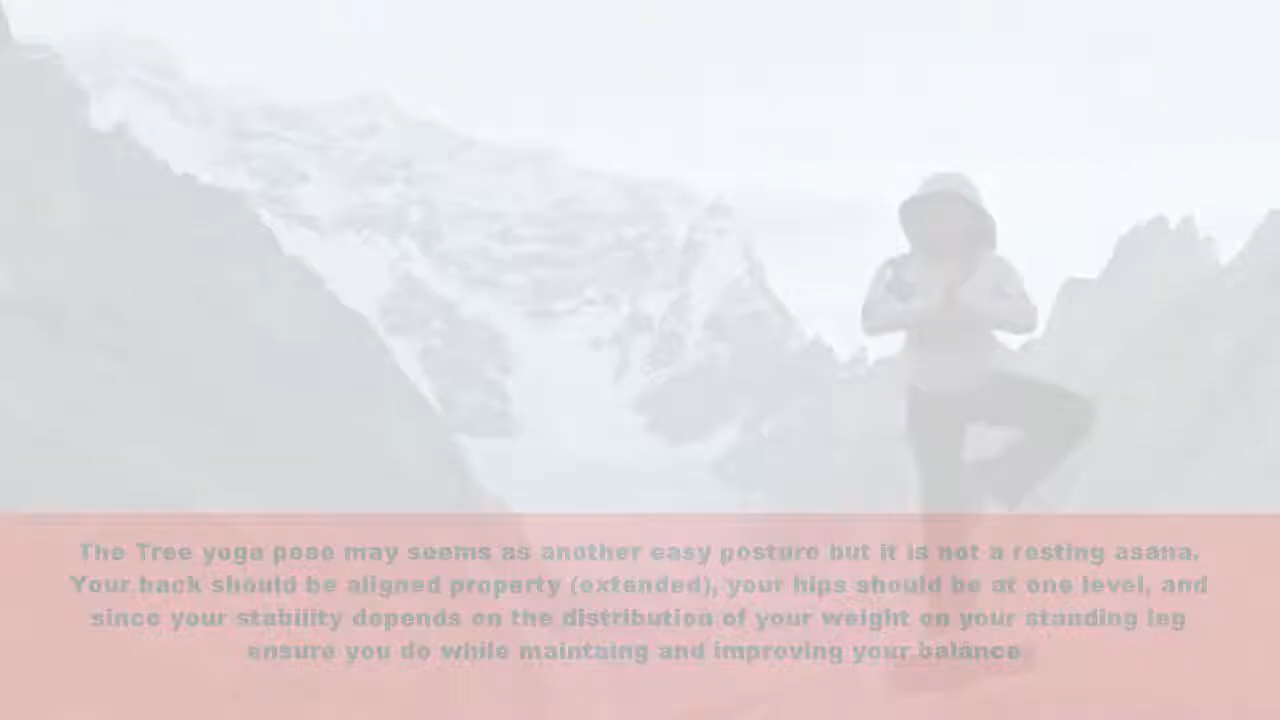 The Tree yoga pose may seems as another easy posture but it is not a resting asana.
Your back should be aligned property (extended), your hips should be at one level, and
since your stability depends on the distribution of your weight on your standing leg
ensure you do while maintaing and improving your balance